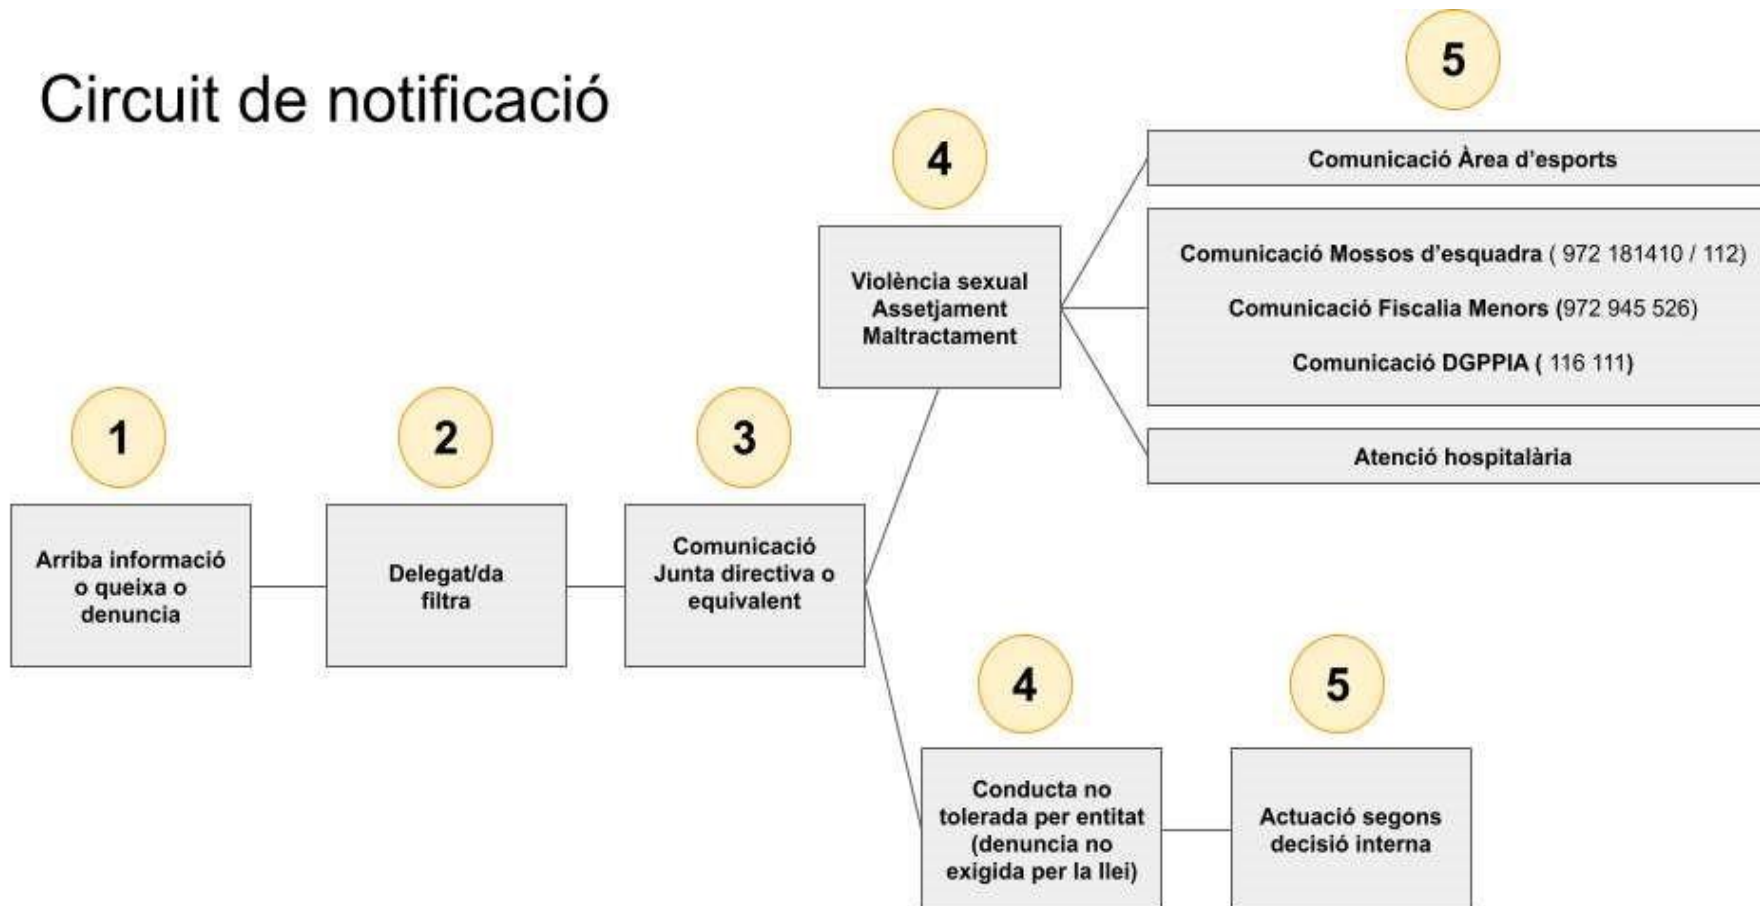 Circuit de notificació
1
Arriba informació
o queixa o
denuncia
2
Delegat/da
filtra
3
Comunicació
Junta directiva o
equivalent
4
Violència sexual
Assetjament
Maltractament
5
Comunicació Àrea d'esports
Comunicació Mossos d'esquadra ( 972 181410 / 112)
Comunicació Fiscalia Menors (972 945 526)
Comunicació DGPPIA ( 116 111)
Atenció hospitalària
4
Conducta no
tolerada per entitat
(denuncia no
exigida per la llei)
5
Actuació segons
decisió interna